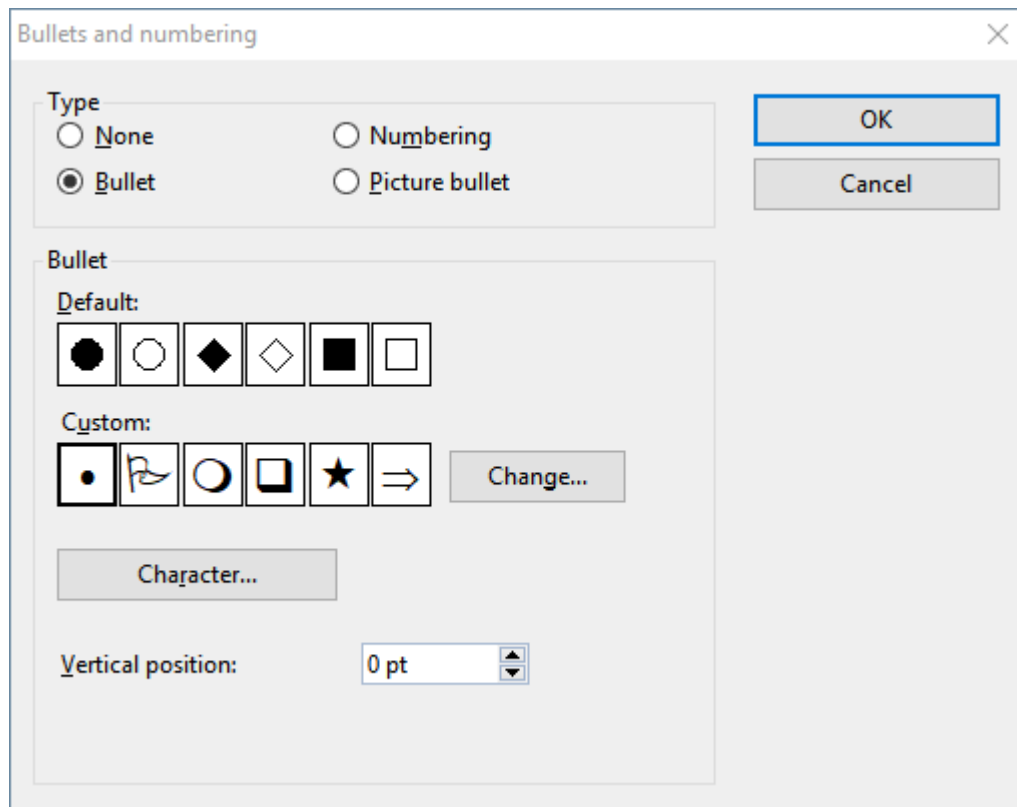 Bullets and numbering
Type
None
Numbering
Bullet
Picture bullet
OK
Cancel
Bullet
Default:
Custom:
Change...
Character...
Vertical position:
0 pt